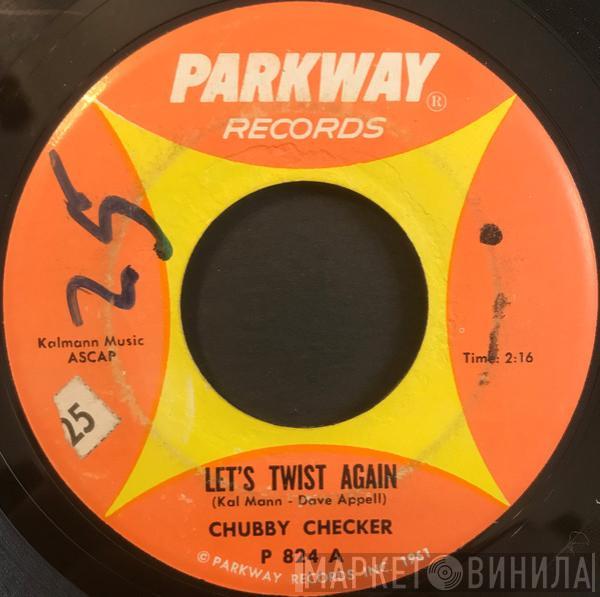 PARKWAY ®
RECORDS
25
Kalmann Music
ASCAP
Time: 2:16
25
LET'S TWIST AGAIN
(Kal Mann - Dave Appell)
CHUBBY CHECKER
P 824 A
© PARKWAY RECORDS INC. 1961
МАРКЕТ ВИНИЛА